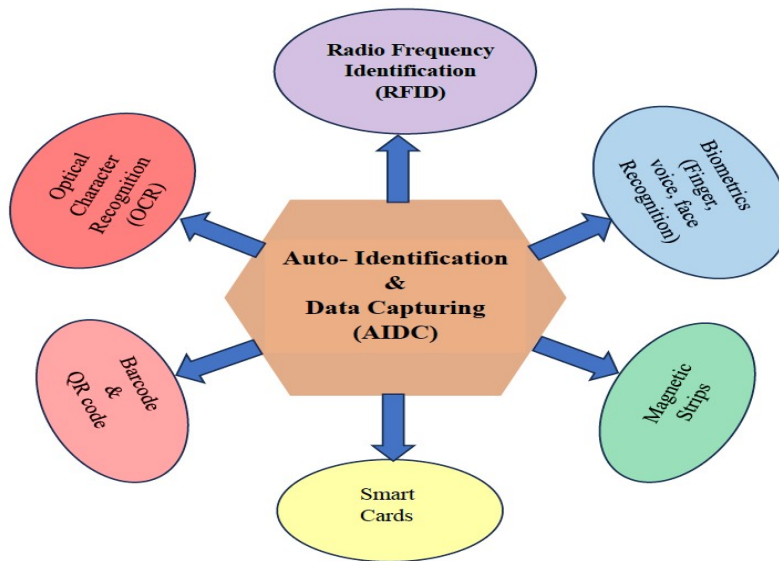 Radio Frequency
Identification
(RFID)
Optical
Character
Recognition
(OCR)
Biometrics
(Finger,
voice, face
Recognition)
Auto- Identification
&
Data Capturing
(AIDC)
Barcode
&
QR code
Magnetic
Strips
Smart
Cards